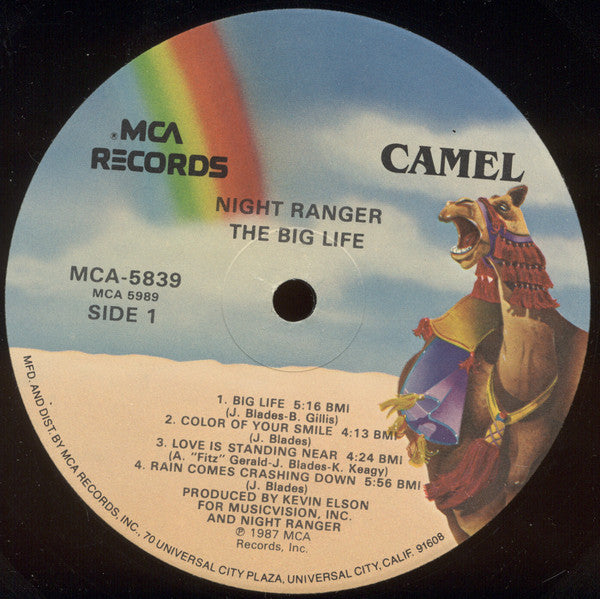 ®MCA
RECORDS
CAMEL
NIGHT RANGER
THE BIG LIFE
MCA-5839
MCA 5989
SIDE 1
1. BIG LIFE 5:16 BMI
(J. Blades-B. Gillis)
2. COLOR OF YOUR SMILE 4:13 BMI
(J. Blades)
3. LOVE IS STANDING NEAR 4:24 BMI
(A. "Fitz" Gerald-J. Blades-K. Keagy)
4. RAIN COMES CRASHING DOWN 5:56 BMI
(J. Blades)
PRODUCED BY KEVIN ELSON
FOR MUSICVISION, INC.
AND NIGHT RANGER
℗ 1987 MCA
Records, Inc.
MFD. AND DIST. BY MCA RECORDS, INC., 70 UNIVERSAL CITY PLAZA, UNIVERSAL CITY, CALIF. 91608